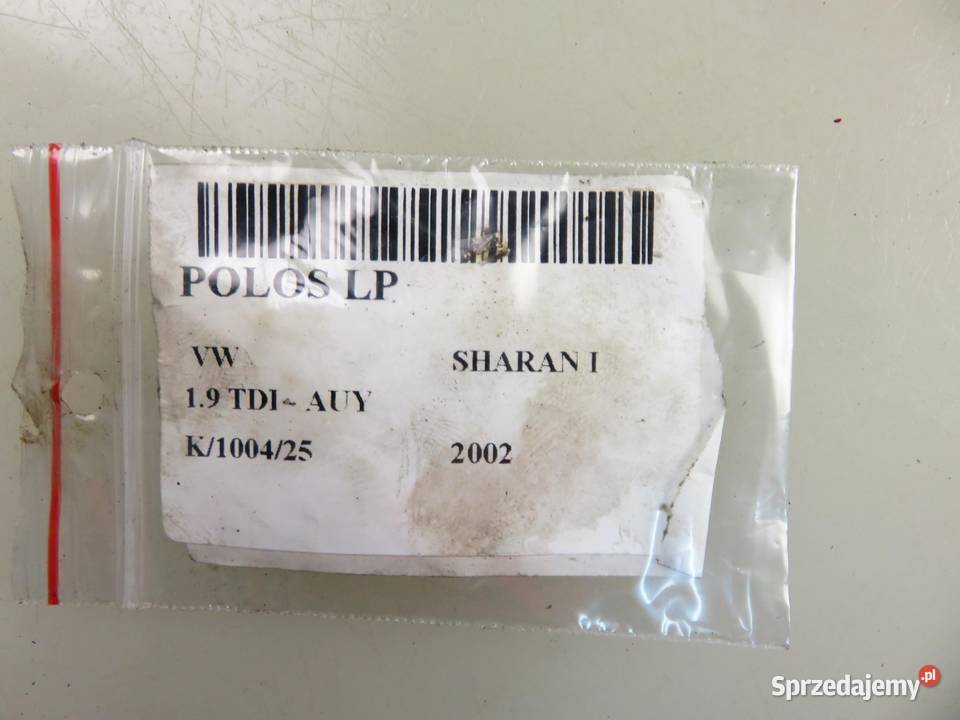 POLOS LP
VW SHARAN I
1.9 TDI - AUY
K/1004/25 2002
Sprzedajemy.pl